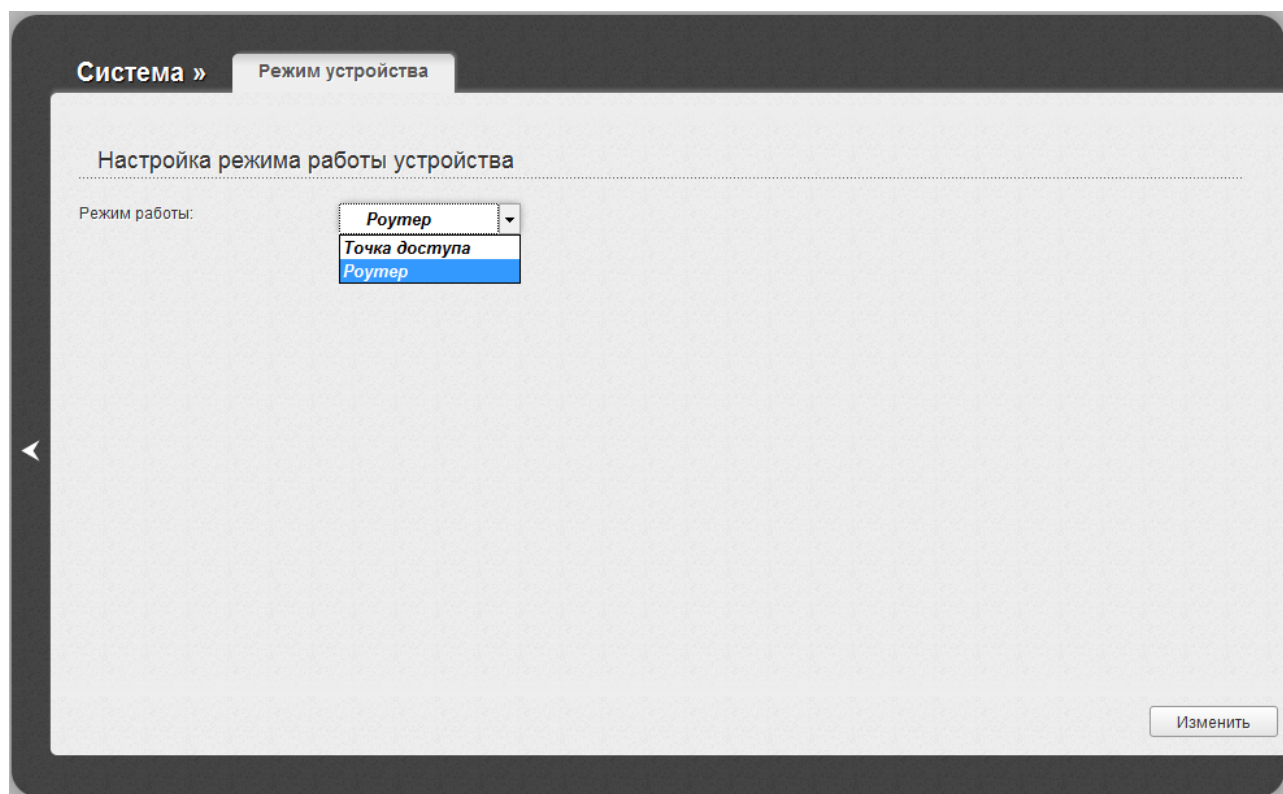 Система »
Режим устройства
Настройка режима работы устройства
Режим работы:
Роутер
Точка доступа
Роутер
Изменить